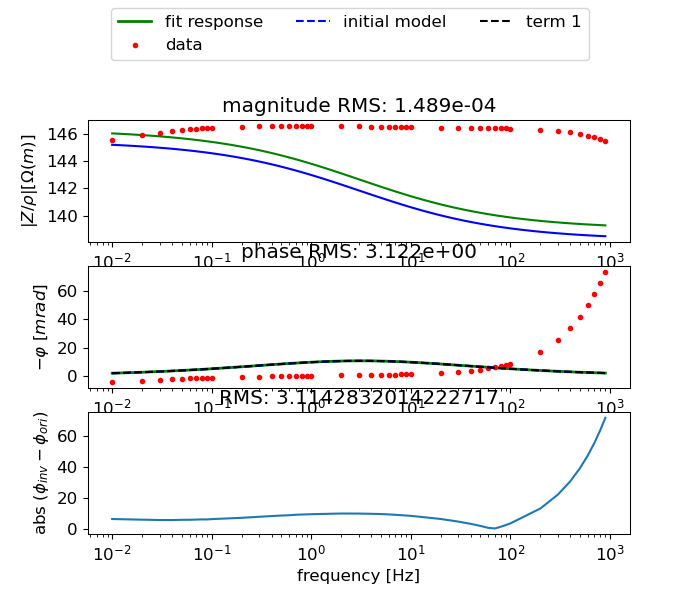 fit response initial model term 1
data
magnitude RMS: 1.489e-04
|Z/ρ|[Ω(m)]
146
144
142
140
10⁻² 10⁻¹ 10⁰ 10¹ 10² 10³
phase RMS: 3.122e+00
−φ [mrad]
60
40
20
0
10⁻² 10⁻¹ 10⁰ 10¹ 10² 10³
RMS: 3.1142832014222717
abs (ϕinv − ϕori)
60
40
20
0
10⁻² 10⁻¹ 10⁰ 10¹ 10² 10³
frequency [Hz]